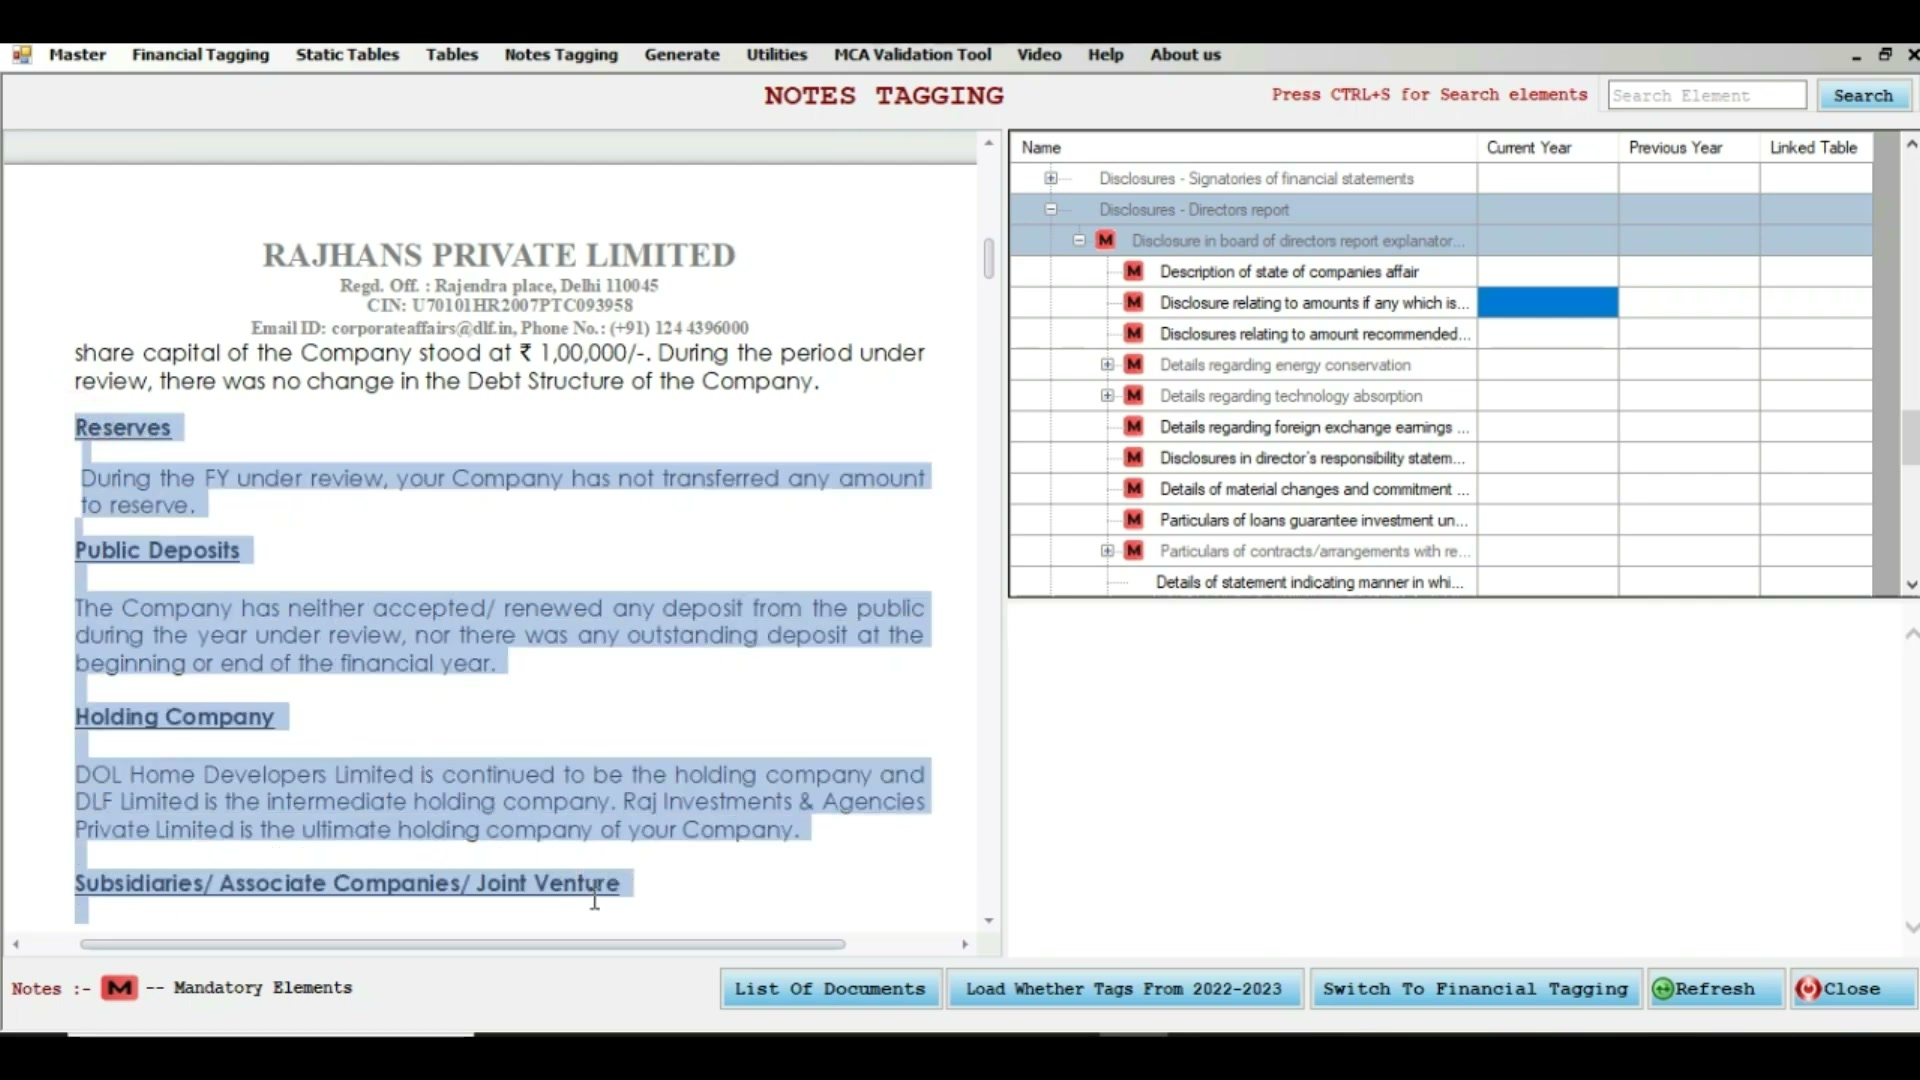 Master Financial Tagging Static Tables Tables Notes Tagging Generate Utilities MCA Validation Tool Video Help About us
NOTES TAGGING
Press CTRL+S for Search elements
Search Element
Search
RAJHANS PRIVATE LIMITED
Regd. Off. : Rajendra place, Delhi 110045
CIN: U70101HR2007PTC093958
Email ID: corporateaffairs@dlf.in, Phone No.: (+91) 124 4396000
share capital of the Company stood at ₹ 1,00,000/-. During the period under
review, there was no change in the Debt Structure of the Company.
Reserves
During the FY under review, your Company has not transferred any amount
to reserve.
Public Deposits
The Company has neither accepted/ renewed any deposit from the public
during the year under review, nor there was any outstanding deposit at the
beginning or end of the financial year.
Holding Company
DOL Home Developers Limited is continued to be the holding company and
DLF Limited is the intermediate holding company. Raj Investments & Agencies
Private Limited is the ultimate holding company of your Company.
Subsidiaries/ Associate Companies/ Joint Venture
Name Current Year Previous Year Linked Table
Disclosures - Signatories of financial statements
Disclosures - Directors report
M Disclosure in board of directors report explanator...
M Description of state of companies affair
M Disclosure relating to amounts if any which is...
M Disclosures relating to amount recommended...
M Details regarding energy conservation
M Details regarding technology absorption
M Details regarding foreign exchange earnings ...
M Disclosures in director's responsibility statem...
M Details of material changes and commitment ...
M Particulars of loans guarantee investment un...
M Particulars of contracts/arrangements with re...
Details of statement indicating manner in whi...
Notes :- M -- Mandatory Elements
List Of Documents
Load Whether Tags From 2022-2023
Switch To Financial Tagging
Refresh
Close